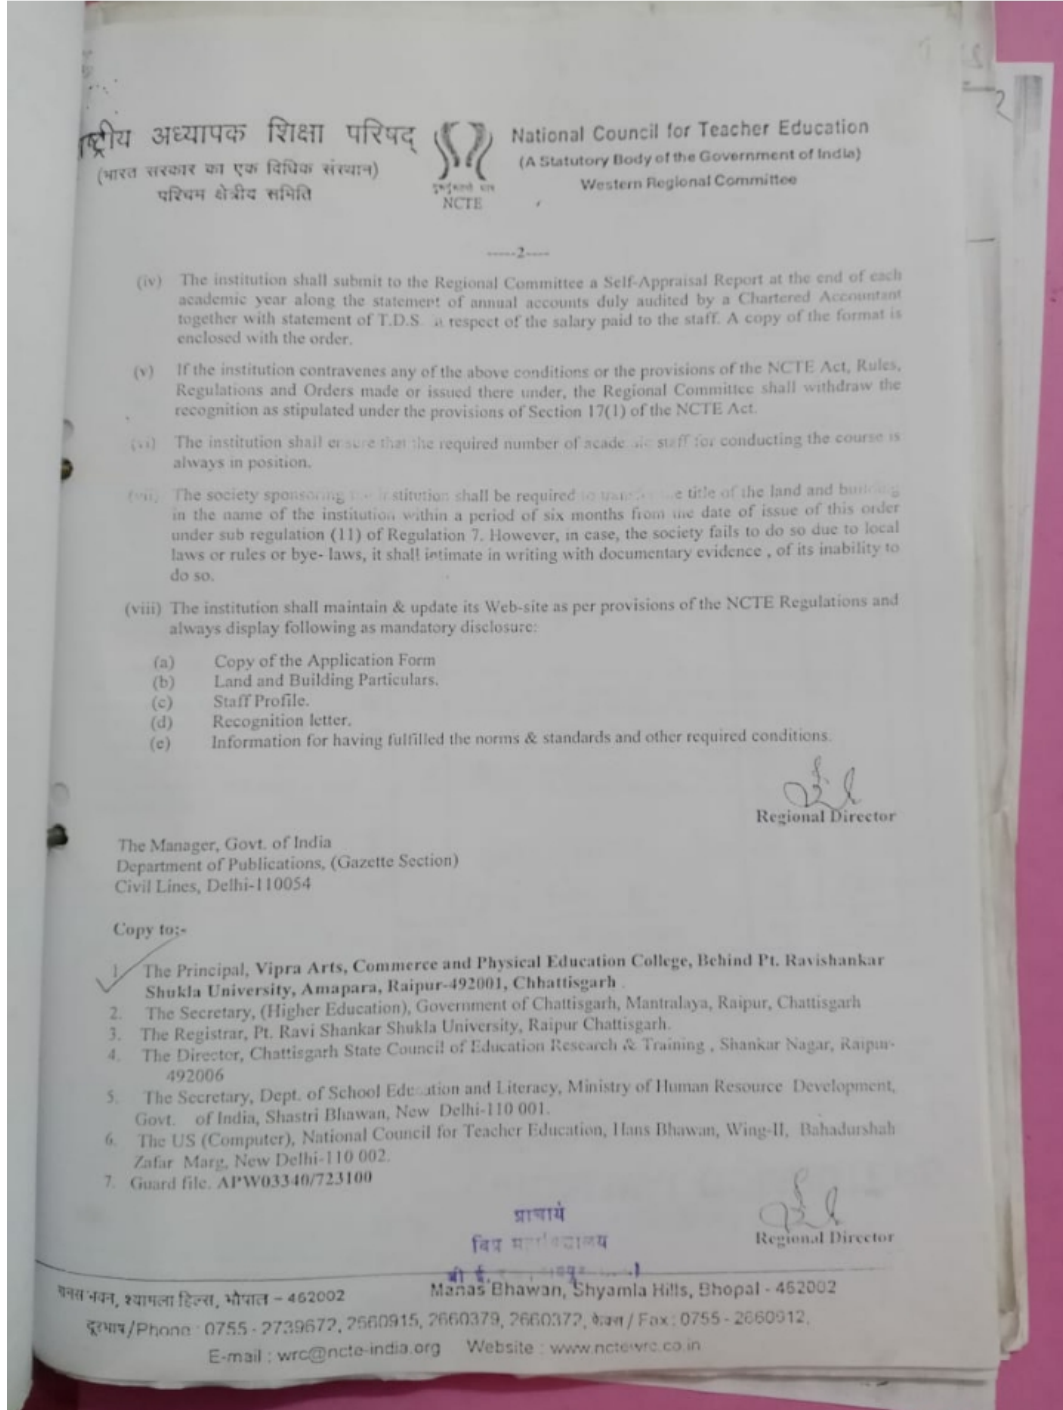 राष्ट्रीय अध्यापक शिक्षा परिषद्
(भारत सरकार का एक विधिक संस्थान)
पश्चिम क्षेत्रीय समिति
NCTE
National Council for Teacher Education
(A Statutory Body of the Government of India)
Western Regional Committee
-----2----
(iv) The institution shall submit to the Regional Committee a Self-Appraisal Report at the end of each
academic year along the statement of annual accounts duly audited by a Chartered Accountant
together with statement of T.D.S. respect of the salary paid to the staff. A copy of the format is
enclosed with the order.
(v) If the institution contravenes any of the above conditions or the provisions of the NCTE Act, Rules,
Regulations and Orders made or issued there under, the Regional Committee shall withdraw the
recognition as stipulated under the provisions of Section 17(1) of the NCTE Act.
(vi) The institution shall ensure that the required number of academic staff for conducting the course is
always in position.
(vii) The society sponsoring the institution shall be required to title of the land and building
in the name of the institution within a period of six months from the date of issue of this order
under sub regulation (11) of Regulation 7. However, in case, the society fails to do so due to local
laws or rules or bye- laws, it shall intimate in writing with documentary evidence , of its inability to
do so.
(viii) The institution shall maintain & update its Web-site as per provisions of the NCTE Regulations and
always display following as mandatory disclosure:
(a) Copy of the Application Form
(b) Land and Building Particulars.
(c) Staff Profile.
(d) Recognition letter.
(e) Information for having fulfilled the norms & standards and other required conditions.
Regional Director
The Manager, Govt. of India
Department of Publications, (Gazette Section)
Civil Lines, Delhi-110054
Copy to:-
1. The Principal, Vipra Arts, Commerce and Physical Education College, Behind Pt. Ravishankar
Shukla University, Amapara, Raipur-492001, Chhattisgarh .
2. The Secretary, (Higher Education), Government of Chattisgarh, Mantralaya, Raipur, Chattisgarh
3. The Registrar, Pt. Ravi Shankar Shukla University, Raipur Chattisgarh.
4. The Director, Chattisgarh State Council of Education Research & Training , Shankar Nagar, Raipur-
492006
5. The Secretary, Dept. of School Education and Literacy, Ministry of Human Resource Development,
Govt. of India, Shastri Bhawan, New Delhi-110 001.
6. The US (Computer), National Council for Teacher Education, Hans Bhawan, Wing-II, Bahadurshah
Zafar Marg, New Delhi-110 002.
7. Guard file. APW03340/723100
प्राचार्य
विप्र महाविद्यालय
Regional Director
भवन, श्यामला हिल्स, भोपाल – 462002
Manas Bhawan, Shyamla Hills, Bhopal - 462002
दूरभाष/Phone : 0755 - 2739672, 2660915, 2660379, 2660372, फैक्स / Fax : 0755 - 2660912,
E-mail : wrc@ncte-india.org Website : www.nctewrc.co.in